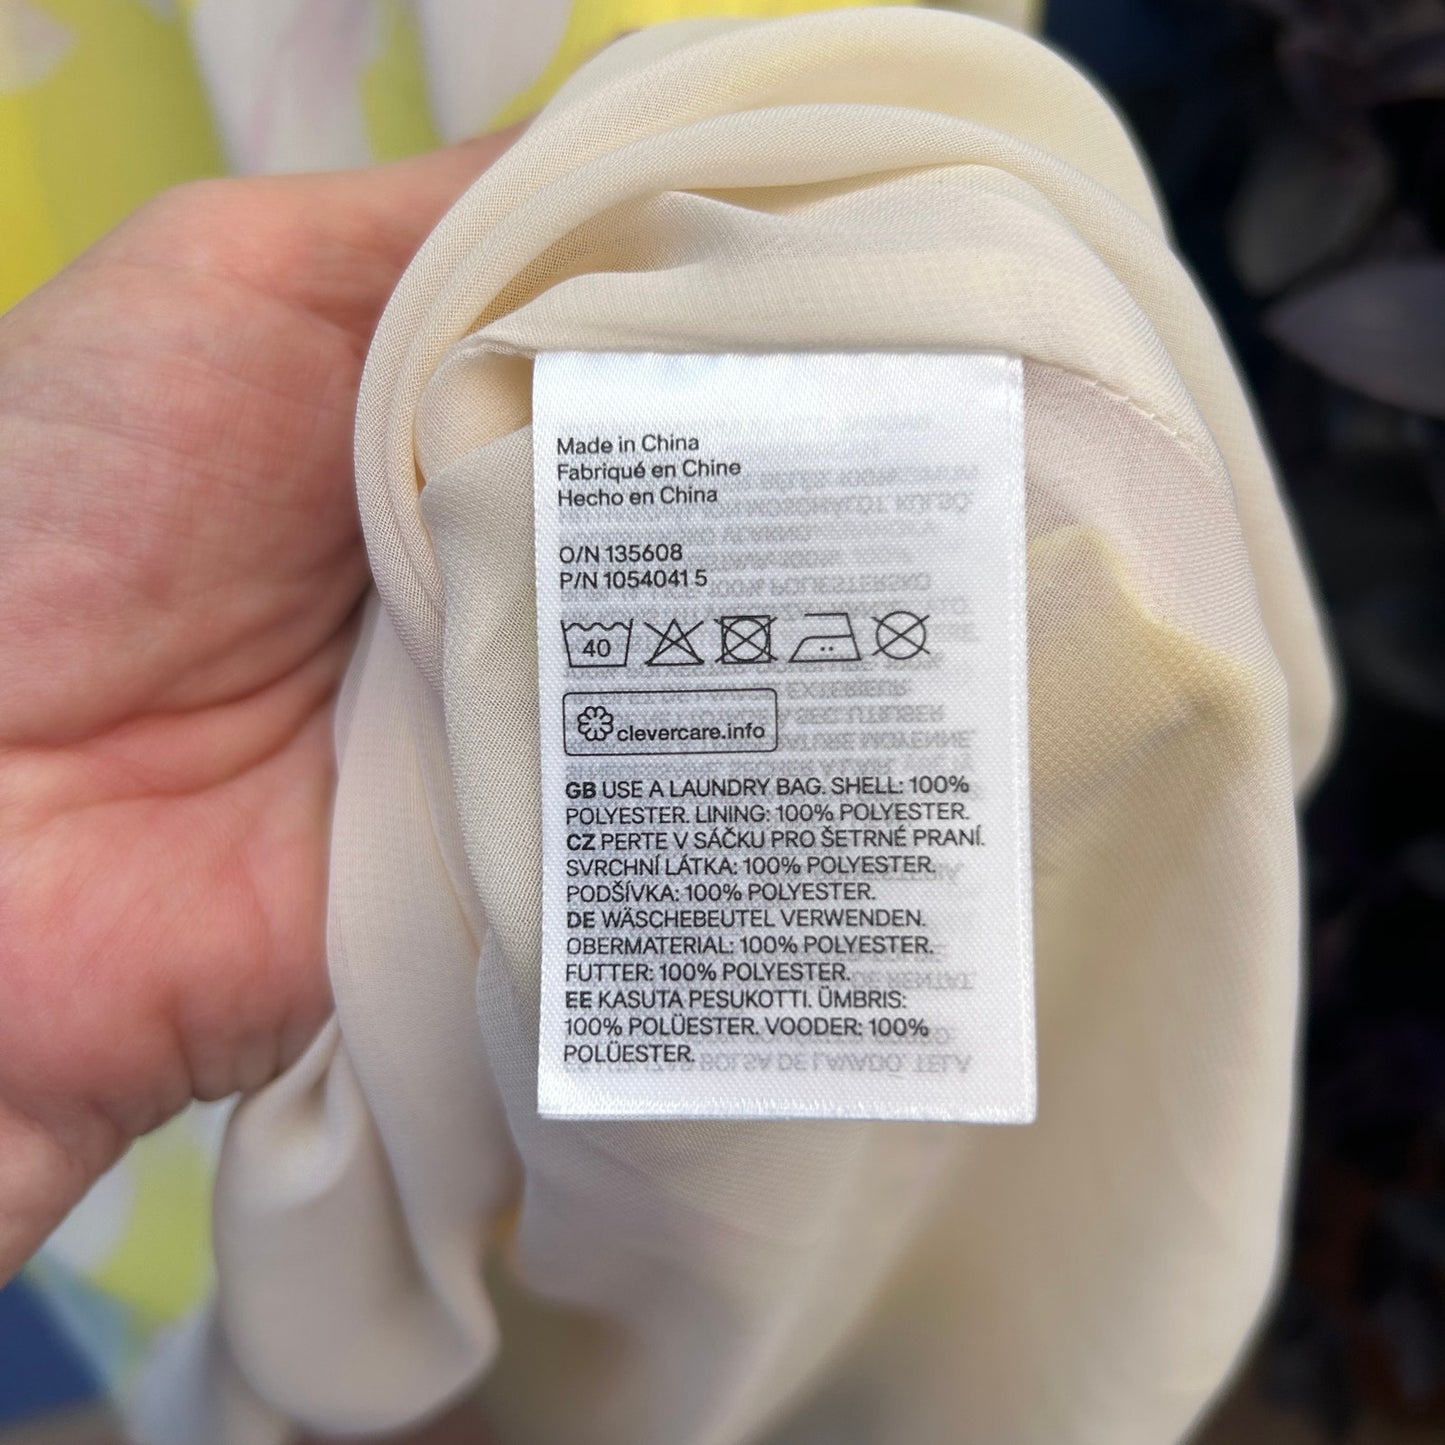 Made in China
Fabriqué en Chine
Hecho en China
O/N 135608
P/N 1054041 5
40
clevercare.info
GB USE A LAUNDRY BAG. SHELL: 100%
POLYESTER. LINING: 100% POLYESTER.
CZ PERTE V SÁČKU PRO ŠETRNÉ PRANÍ.
SVRCHNÍ LÁTKA: 100% POLYESTER.
PODŠÍVKA: 100% POLYESTER.
DE WÄSCHEBEUTEL VERWENDEN.
OBERMATERIAL: 100% POLYESTER.
FUTTER: 100% POLYESTER.
EE KASUTA PESUKOTTI. ÜMBRIS:
100% POLÜESTER. VOODER: 100%
POLÜESTER.